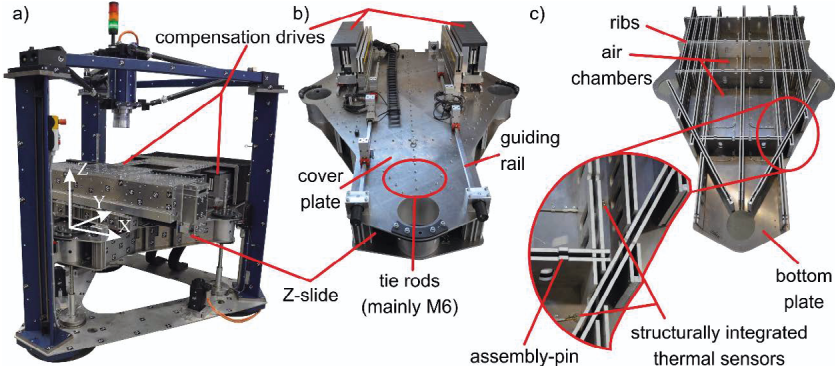 a)
compensation drives
Z
Y
X
Z-slide
b)
cover
plate
guiding
rail
tie rods
(mainly M6)
c)
ribs
air
chambers
bottom
plate
assembly-pin
structurally integrated
thermal sensors